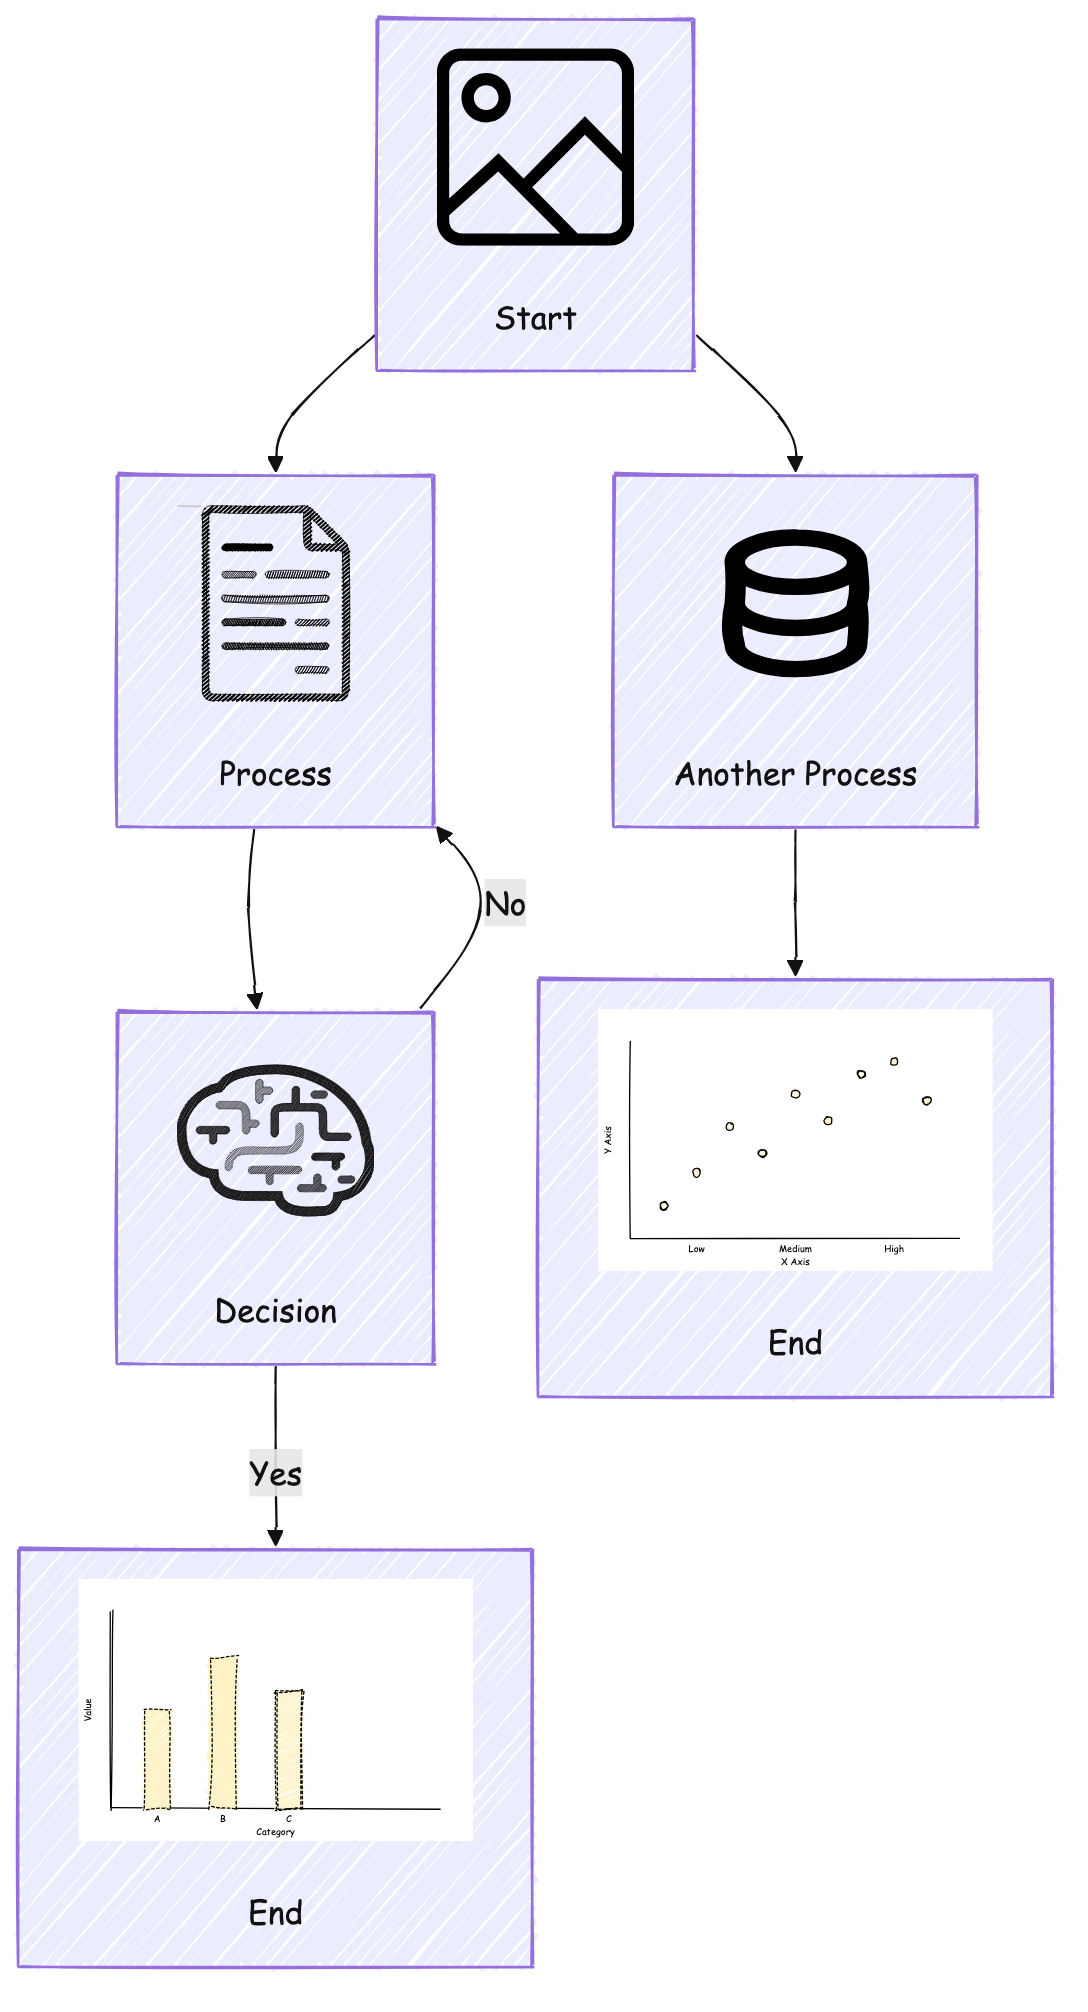 Start
Process
Another Process
No
Y Axis
Low
Medium
High
X Axis
Decision
End
Yes
Value
A
B
C
Category
End